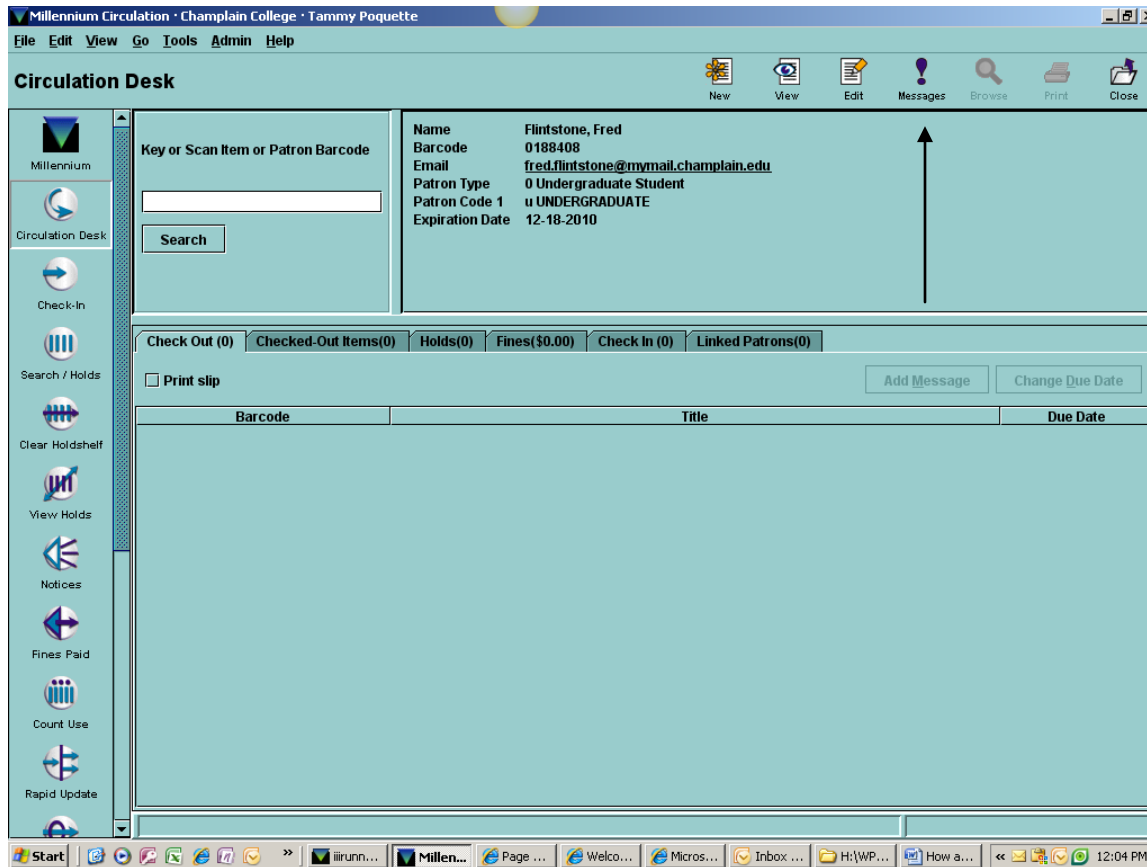 Millennium Circulation · Champlain College · Tammy Poquette
File Edit View Go Tools Admin Help
Circulation Desk
New View Edit Messages Browse Print Close
Millennium
Circulation Desk
Check-In
Search / Holds
Clear Holdshelf
View Holds
Notices
Fines Paid
Count Use
Rapid Update
Key or Scan Item or Patron Barcode
Search
Name Flintstone, Fred
Barcode 0188408
Email fred.flintstone@mymail.champlain.edu
Patron Type 0 Undergraduate Student
Patron Code 1 u UNDERGRADUATE
Expiration Date 12-18-2010
Check Out (0) Checked-Out Items(0) Holds(0) Fines($0.00) Check In (0) Linked Patrons(0)
Print slip Add Message Change Due Date
Barcode Title Due Date
Start » iiirunn... Millen... Page ... Welco... Micros... Inbox ... H:\WP... How a... « 12:04 PM